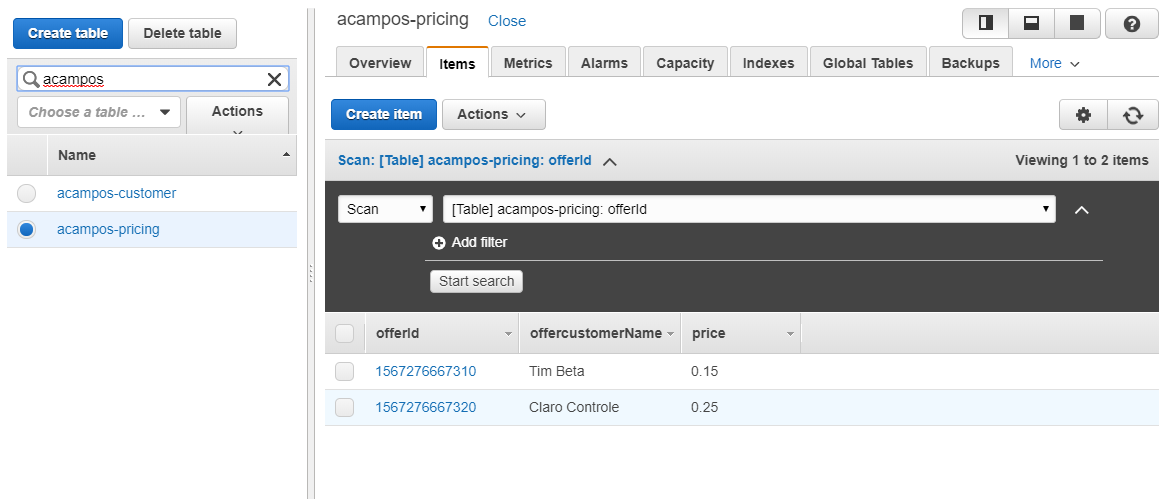 Create table Delete table
acampos
Choose a table ... Actions
Name
acampos-customer
acampos-pricing
acampos-pricing Close
Overview Items Metrics Alarms Capacity Indexes Global Tables Backups More
Create item Actions
Scan: [Table] acampos-pricing: offerId Viewing 1 to 2 items
Scan [Table] acampos-pricing: offerId
Add filter
Start search
offerId offercustomerName price
1567276667310 Tim Beta 0.15
1567276667320 Claro Controle 0.25